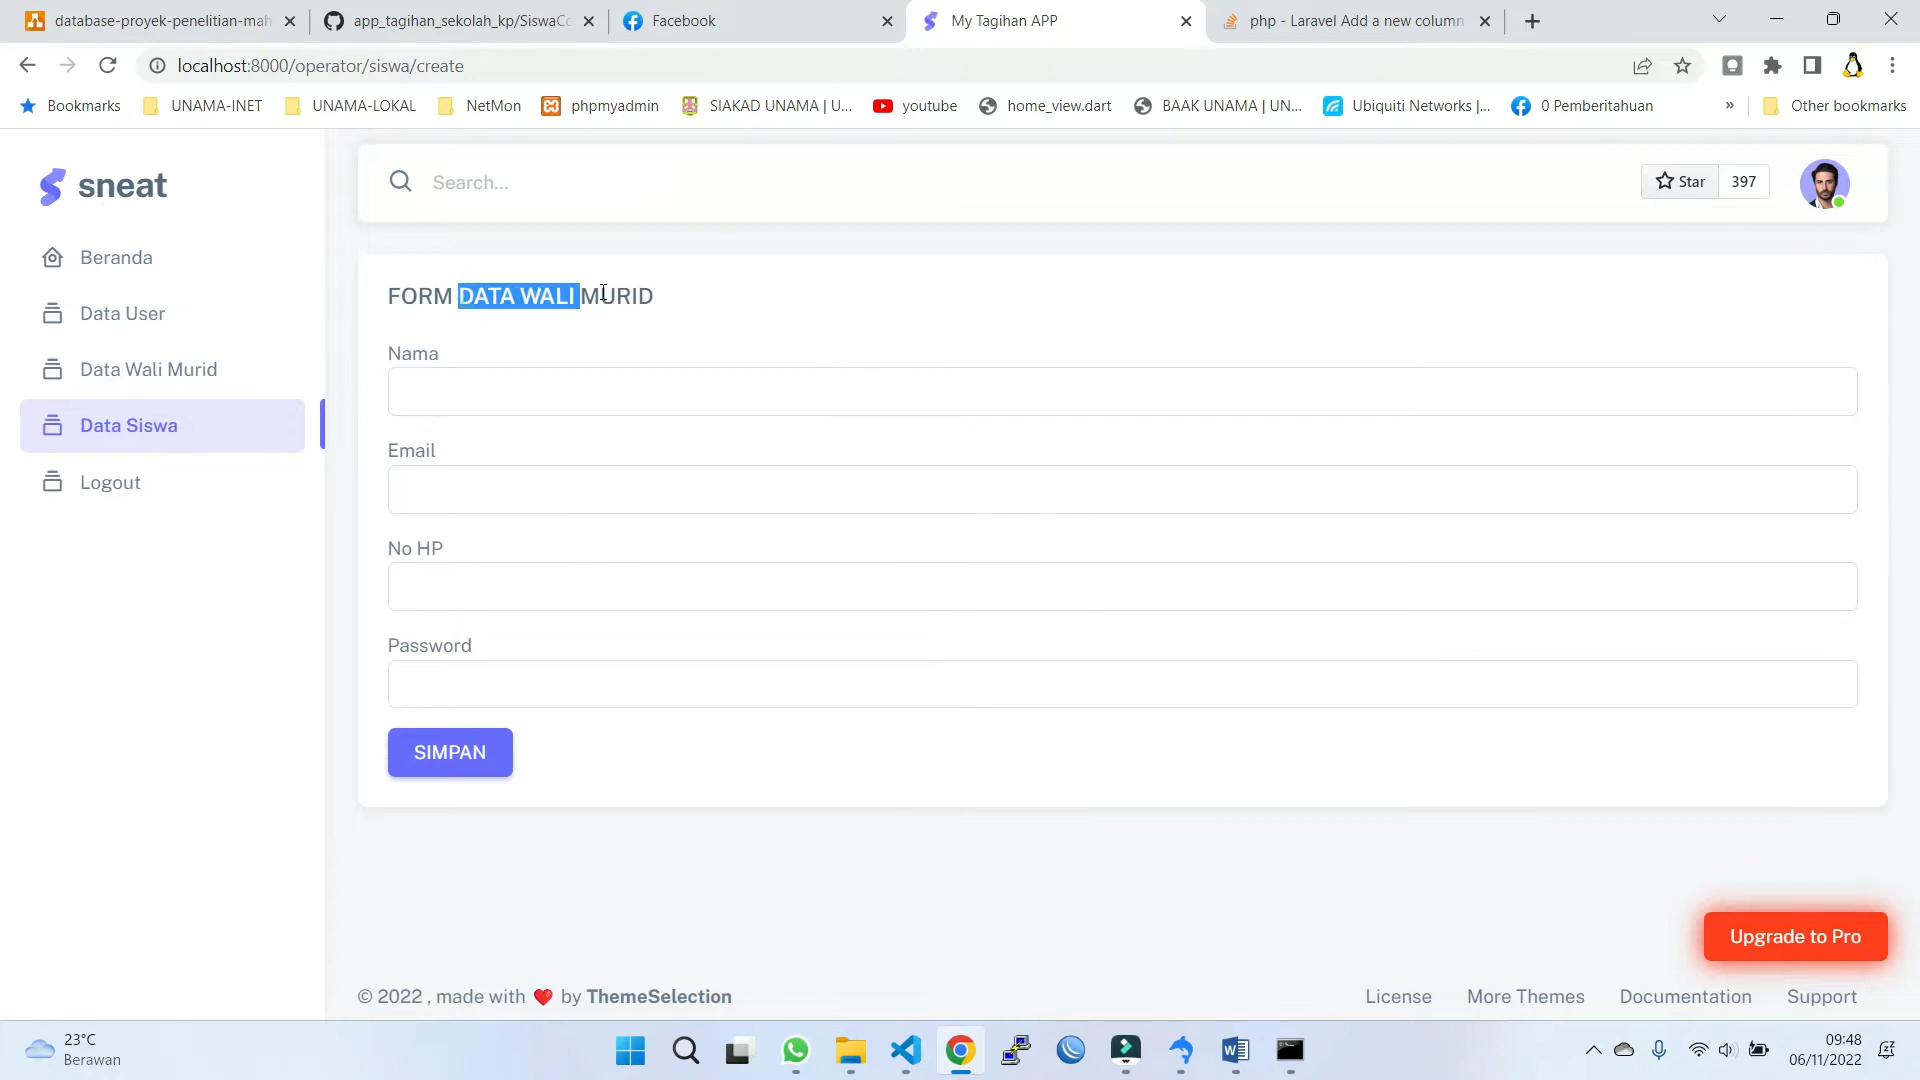 database-proyek-penelitian-mah
app_tagihan_sekolah_kp/SiswaCo
Facebook
My Tagihan APP
php - Laravel Add a new column
localhost:8000/operator/siswa/create
Bookmarks
UNAMA-INET
UNAMA-LOKAL
NetMon
phpmyadmin
SIAKAD UNAMA | U...
youtube
home_view.dart
BAAK UNAMA | UN...
Ubiquiti Networks |...
0 Pemberitahuan
»
Other bookmarks
sneat
Search...
Star
397
Beranda
Data User
Data Wali Murid
Data Siswa
Logout
FORM DATA WALI MURID
Nama
Email
No HP
Password
SIMPAN
Upgrade to Pro
© 2022 , made with ❤️ by ThemeSelection
License
More Themes
Documentation
Support
23°C
Berawan
09:48
06/11/2022